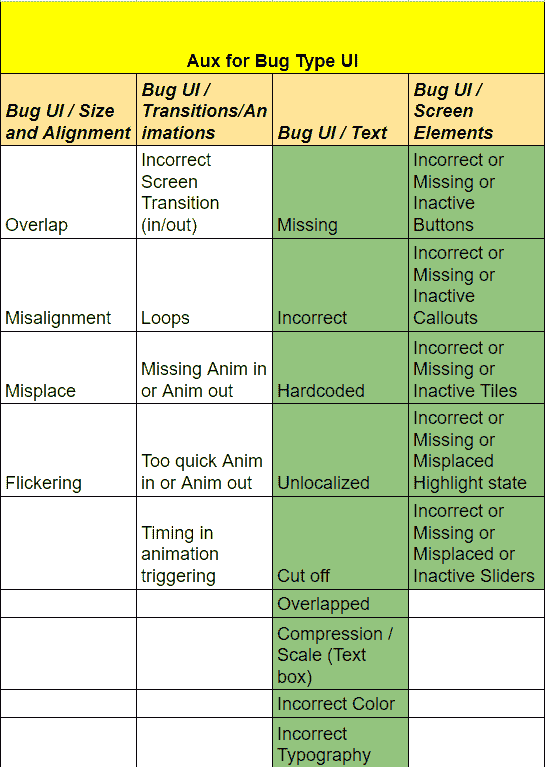 Aux for Bug Type UI
Bug UI / Size
and Alignment
Bug UI /
Transitions/An
imations
Bug UI / Text
Bug UI /
Screen
Elements
Overlap
Incorrect
Screen
Transition
(in/out)
Missing
Incorrect or
Missing or
Inactive
Buttons
Misalignment
Loops
Incorrect
Incorrect or
Missing or
Inactive
Callouts
Misplace
Missing Anim in
or Anim out
Hardcoded
Incorrect or
Missing or
Inactive Tiles
Flickering
Too quick Anim
in or Anim out
Unlocalized
Incorrect or
Missing or
Misplaced
Highlight state
Timing in
animation
triggering
Cut off
Incorrect or
Missing or
Misplaced or
Inactive Sliders
Overlapped
Compression /
Scale (Text
box)
Incorrect Color
Incorrect
Typography